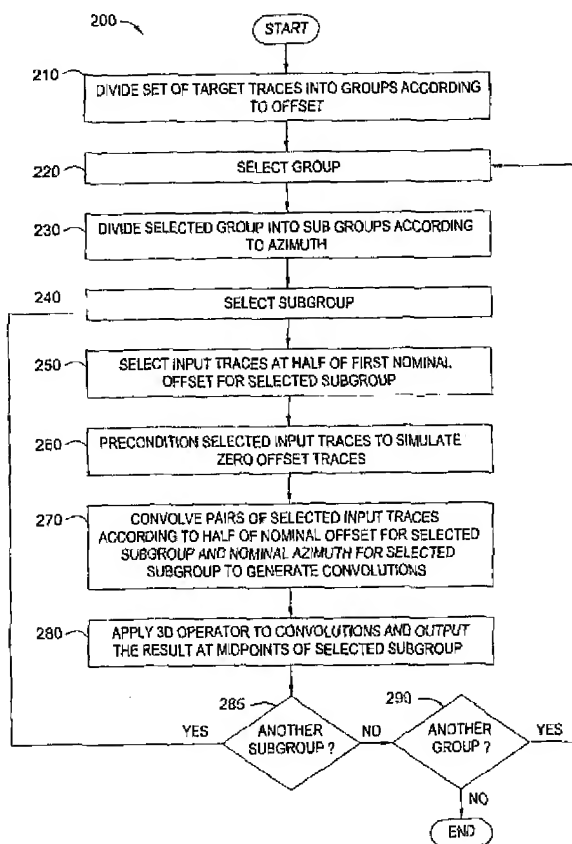 200
START
210
DIVIDE SET OF TARGET TRACES INTO GROUPS ACCORDING
TO OFFSET
220
SELECT GROUP
230
DIVIDE SELECTED GROUP INTO SUB GROUPS ACCORDING
TO AZIMUTH
240
SELECT SUBGROUP
250
SELECT INPUT TRACES AT HALF OF FIRST NOMINAL
OFFSET FOR SELECTED SUBGROUP
260
PRECONDITION SELECTED INPUT TRACES TO SIMULATE
ZERO OFFSET TRACES
270
CONVOLVE PAIRS OF SELECTED INPUT TRACES
ACCORDING TO HALF OF NOMINAL OFFSET FOR SELECTED
SUBGROUP AND NOMINAL AZIMUTH FOR SELECTED
SUBGROUP TO GENERATE CONVOLUTIONS
280
APPLY 3D OPERATOR TO CONVOLUTIONS AND OUTPUT
THE RESULT AT MIDPOINTS OF SELECTED SUBGROUP
285
290
YES
ANOTHER
SUBGROUP ?
NO
ANOTHER
GROUP ?
YES
NO
END